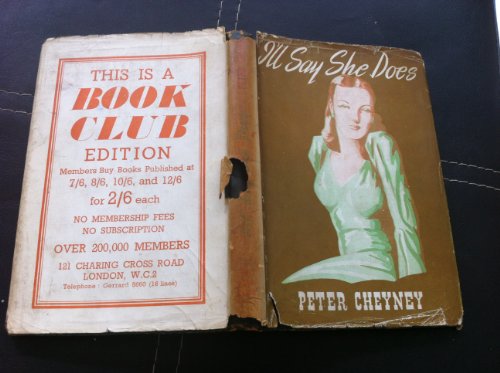 THIS IS A
BOOK
CLUB
EDITION
Members Buy Books Published at
7/6, 8/6, 10/6, and 12/6
for 2/6 each
NO MEMBERSHIP FEES
NO SUBSCRIPTION
OVER 200,000 MEMBERS
121 CHARING CROSS ROAD
LONDON, W.C.2
Telephone : Gerrard 5660 (18 lines)
I'll Say She Does
PETER CHEYNEY